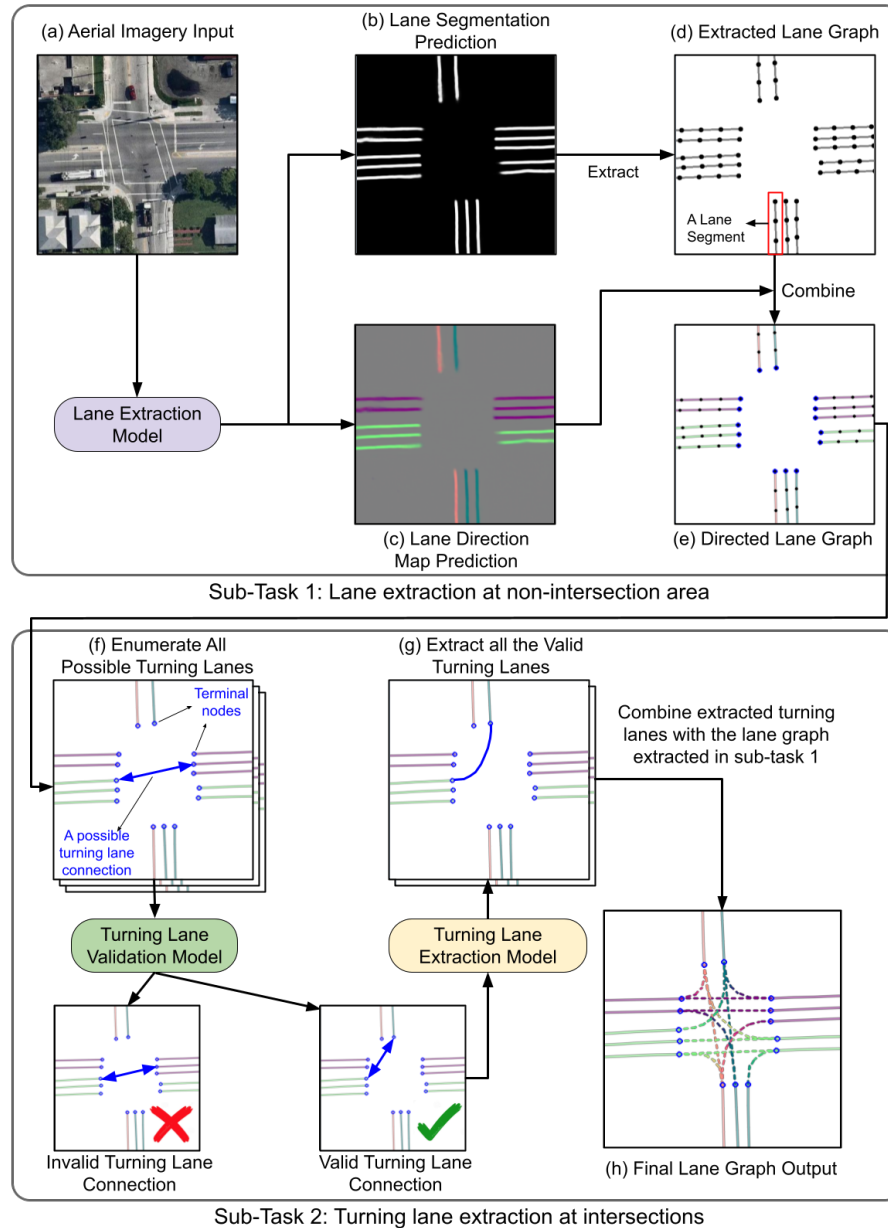 (a) Aerial Imagery Input
(b) Lane Segmentation
Prediction
(d) Extracted Lane Graph
Extract
A Lane
Segment
Combine
Lane Extraction
Model
(c) Lane Direction
Map Prediction
(e) Directed Lane Graph
Sub-Task 1: Lane extraction at non-intersection area
(f) Enumerate All
Possible Turning Lanes
(g) Extract all the Valid
Turning Lanes
Terminal
nodes
A possible
turning lane
connection
Combine extracted turning
lanes with the lane graph
extracted in sub-task 1
Turning Lane
Validation Model
Turning Lane
Extraction Model
Invalid Turning Lane
Connection
Valid Turning Lane
Connection
(h) Final Lane Graph Output
Sub-Task 2: Turning lane extraction at intersections